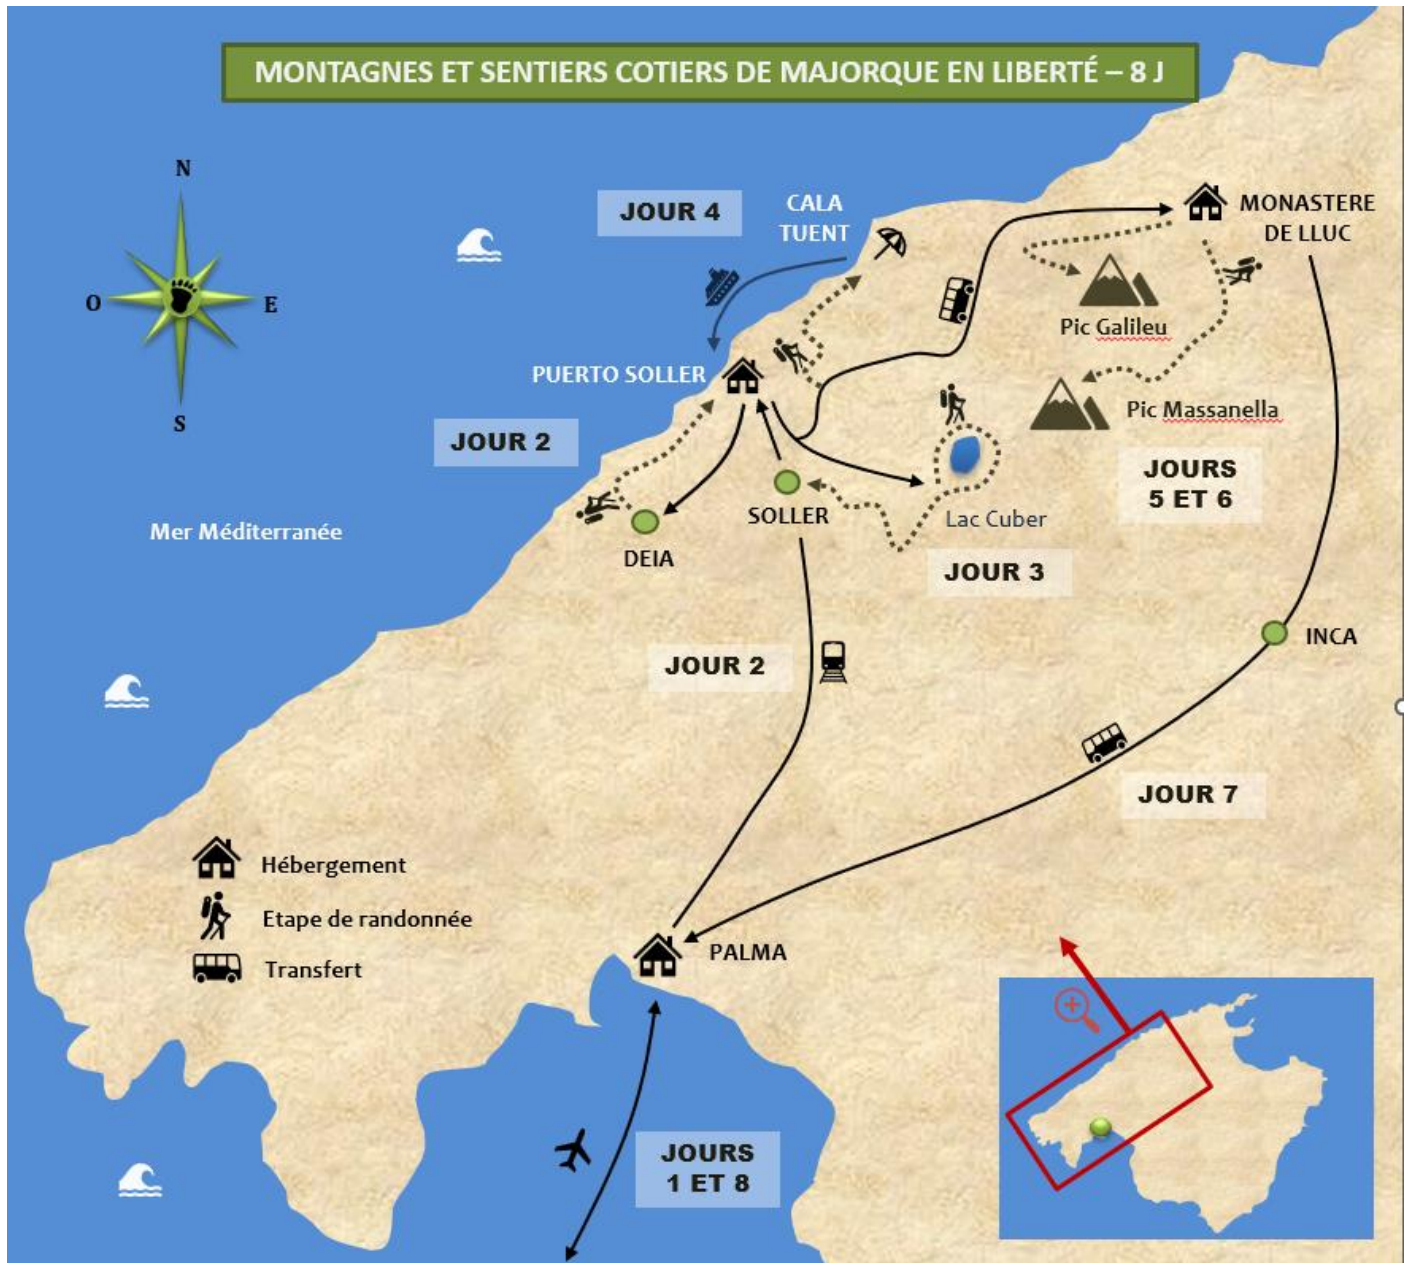 MONTAGNES ET SENTIERS COTIERS DE MAJORQUE EN LIBERTÉ – 8 J
N
O
E
S
JOUR 4
CALA
TUENT
MONASTERE
DE LLUC
Pic Galileu
PUERTO SOLLER
Pic Massanella
JOUR 2
JOURS
5 ET 6
SOLLER
Lac Cuber
Mer Méditerranée
DEIA
JOUR 3
INCA
JOUR 2
JOUR 7
Hébergement
Etape de randonnée
Transfert
PALMA
JOURS
1 ET 8